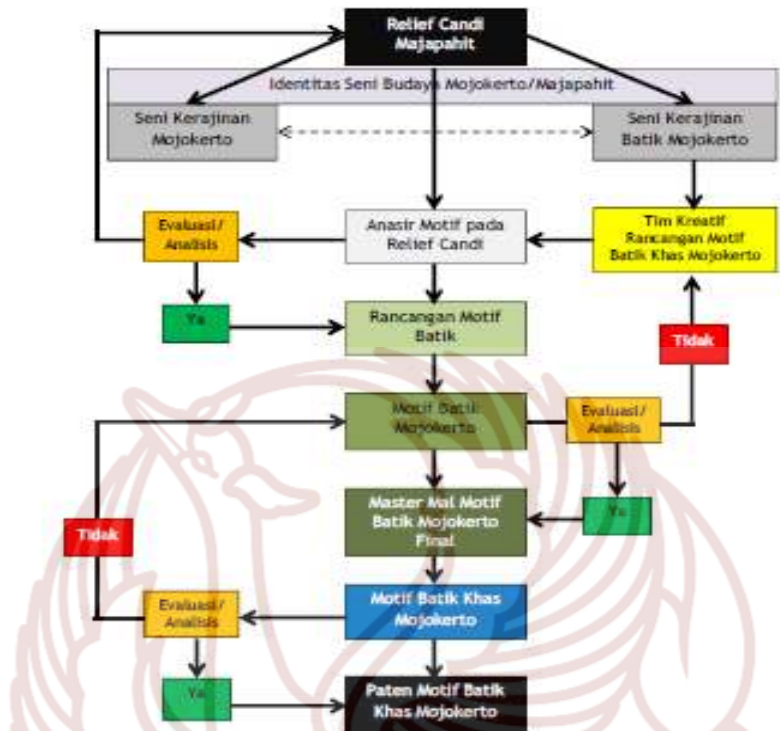 Relief Candi
Majapahit
Identitas Seni Budaya Mojokerto/Majapahit
Seni Kerajinan
Mojokerto
Seni Kerajinan
Batik Mojokerto
Evaluasi/
Analisis
Anasir Motif pada
Relief Candi
Tim Kreatif
Rancangan Motif
Batik Khas Mojokerto
Ya
Rancangan Motif
Batik
Tidak
Motif Batik
Mojokerto
Evaluasi/
Analisis
Master Mal Motif
Batik Mojokerto
Final
Ya
Tidak
Motif Batik Khas
Mojokerto
Evaluasi/
Analisis
Ya
Paten Motif Batik
Khas Mojokerto